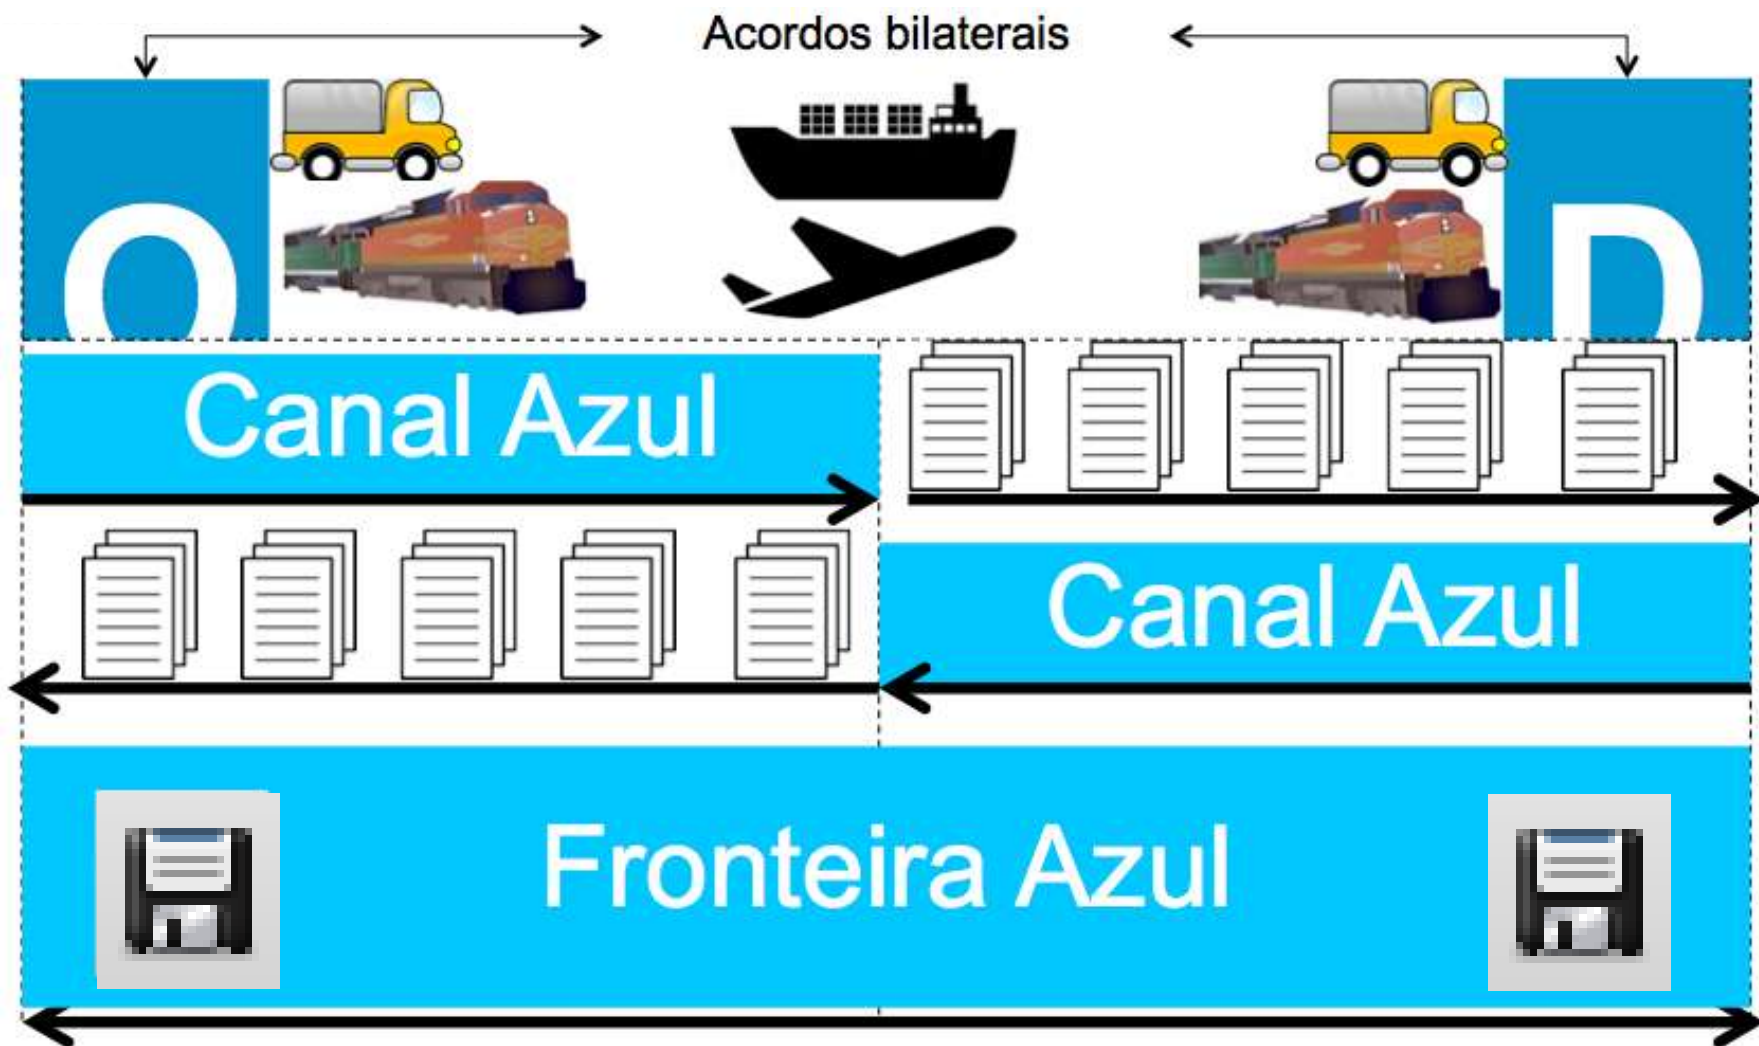 Acordos bilaterais
O D
Canal Azul
Canal Azul
Fronteira Azul